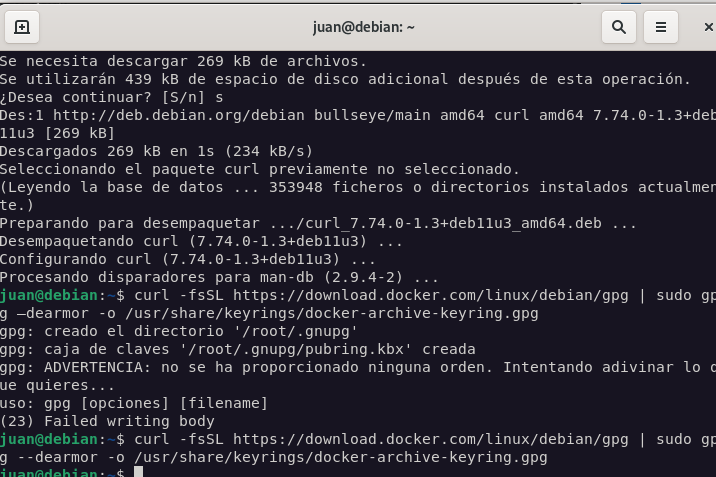 juan@debian: ~
Se necesita descargar 269 kB de archivos.
Se utilizarán 439 kB de espacio de disco adicional después de esta operación.
¿Desea continuar? [S/n] s
Des:1 http://deb.debian.org/debian bullseye/main amd64 curl amd64 7.74.0-1.3+deb
11u3 [269 kB]
Descargados 269 kB en 1s (234 kB/s)
Seleccionando el paquete curl previamente no seleccionado.
(Leyendo la base de datos ... 353948 ficheros o directorios instalados actualmen
te.)
Preparando para desempaquetar .../curl_7.74.0-1.3+deb11u3_amd64.deb ...
Desempaquetando curl (7.74.0-1.3+deb11u3) ...
Configurando curl (7.74.0-1.3+deb11u3) ...
Procesando disparadores para man-db (2.9.4-2) ...
juan@debian:~$ curl -fsSL https://download.docker.com/linux/debian/gpg | sudo gp
g –dearmor -o /usr/share/keyrings/docker-archive-keyring.gpg
gpg: creado el directorio '/root/.gnupg'
gpg: caja de claves '/root/.gnupg/pubring.kbx' creada
gpg: ADVERTENCIA: no se ha proporcionado ninguna orden. Intentando adivinar lo q
ue quieres...
uso: gpg [opciones] [filename]
(23) Failed writing body
juan@debian:~$ curl -fsSL https://download.docker.com/linux/debian/gpg | sudo gp
g --dearmor -o /usr/share/keyrings/docker-archive-keyring.gpg
juan@debian:~$